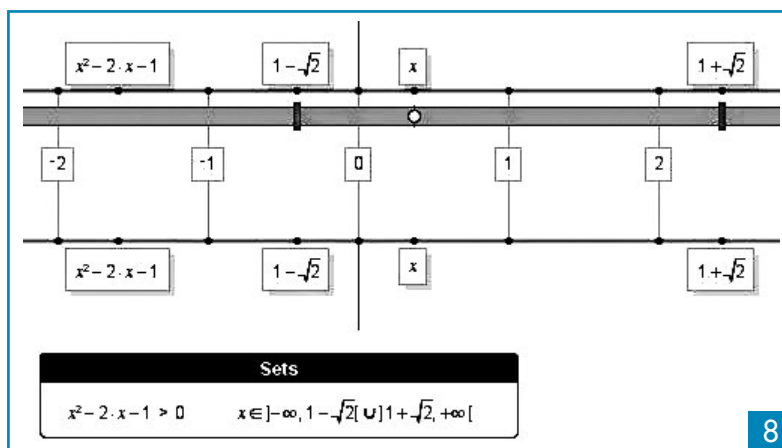 x² – 2 · x – 1 1 – √2 x 1 + √2
-2 -1 0 1 2
x² – 2 · x – 1 1 – √2 x 1 + √2
Sets
x² – 2 · x – 1 > 0 x ∈ ]–∞, 1 – √2[ ∪ ]1 + √2, +∞ [
8